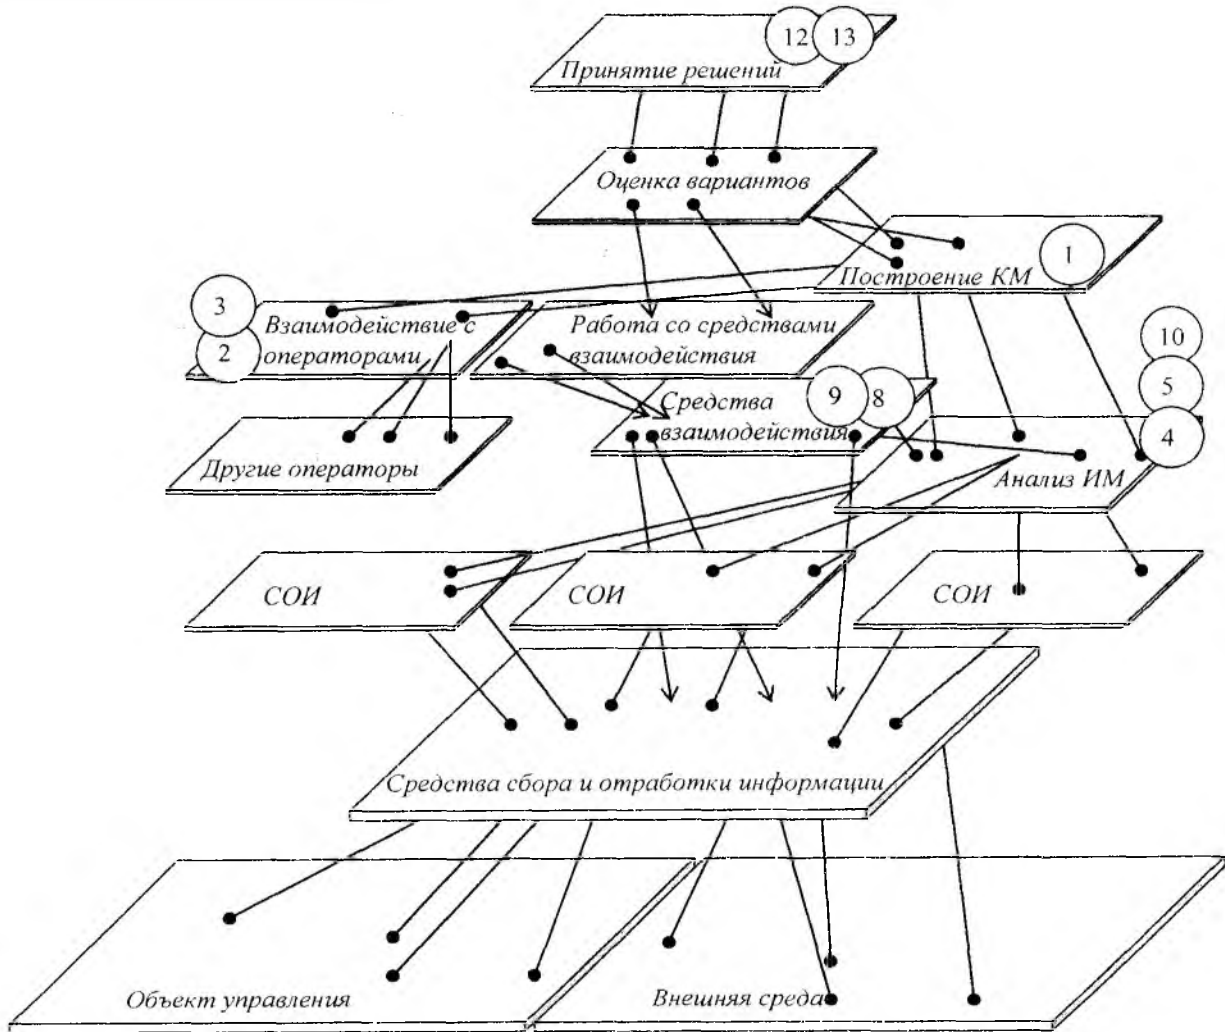 12 13
Принятие решений
Оценка вариантов
1
Построение КМ
3
Взаимодействие с
2
операторами
Работа со средствами
взаимодействия
10
5
9 8
Средства
взаимодействия
4
Другие операторы
Анализ ИМ
СОИ
СОИ
СОИ
Средства сбора и отработки информации
Объект управления
Внешняя среда